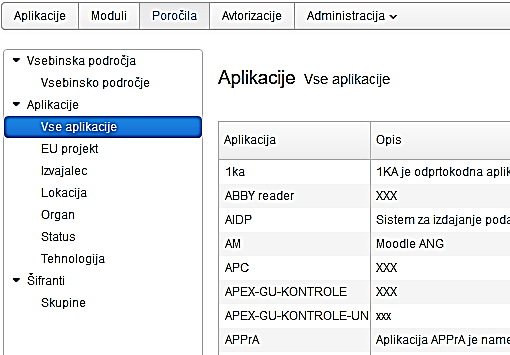 Aplikacije Moduli Poročila Avtorizacije Administracija
Vsebinska področja
Vsebinsko področje
Aplikacije
Vse aplikacije
EU projekt
Izvajalec
Lokacija
Organ
Status
Tehnologija
Šifranti
Skupine
Aplikacije Vse aplikacije
Aplikacija Opis
1ka 1KA je odprtokodna aplik
ABBY reader XXX
AIDP Sistem za izdajanje poda
AM Moodle ANG
APC XXX
APEX-GU-KONTROLE XXX
APEX-GU-KONTROLE-UN xxx
APPrA Aplikacija APPrA je name